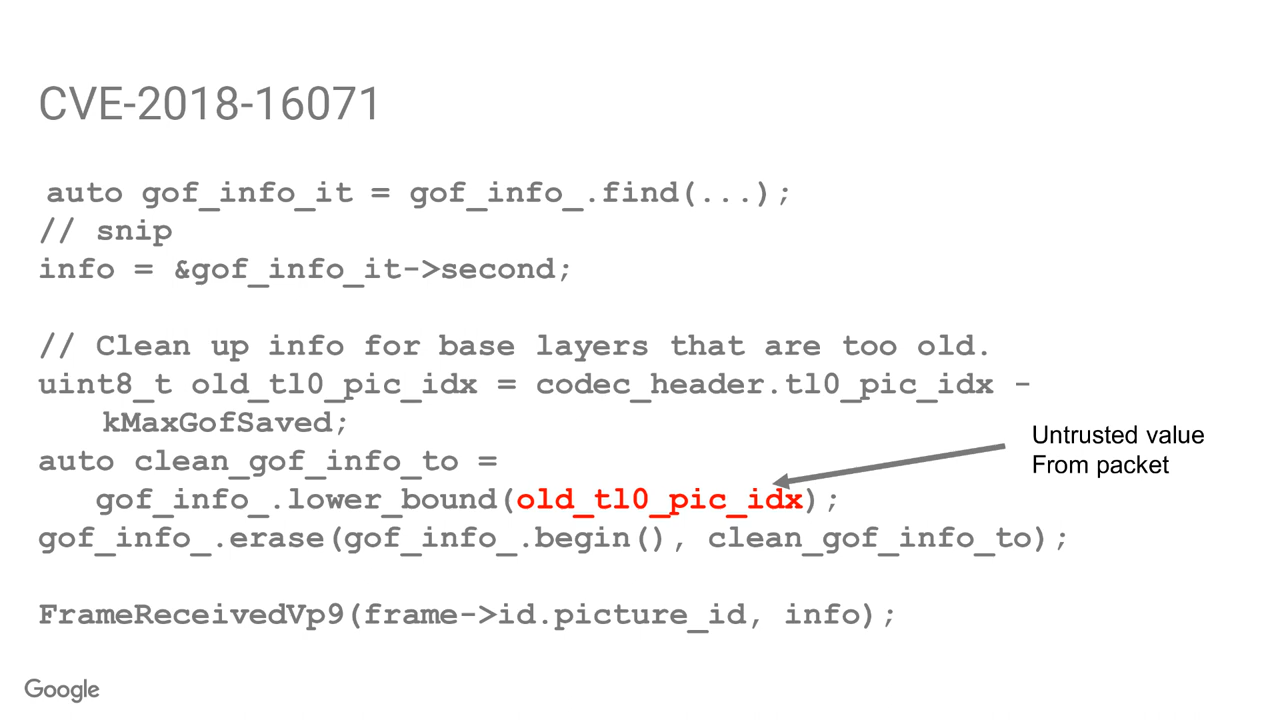 CVE-2018-16071
auto gof_info_it = gof_info_.find(...);
// snip
info = &gof_info_it->second;
// Clean up info for base layers that are too old.
uint8_t old_tl0_pic_idx = codec_header.tl0_pic_idx -
kMaxGofSaved;
auto clean_gof_info_to =
gof_info_.lower_bound(old_tl0_pic_idx);
gof_info_.erase(gof_info_.begin(), clean_gof_info_to);
FrameReceivedVp9(frame->id.picture_id, info);
Untrusted value
From packet
Google